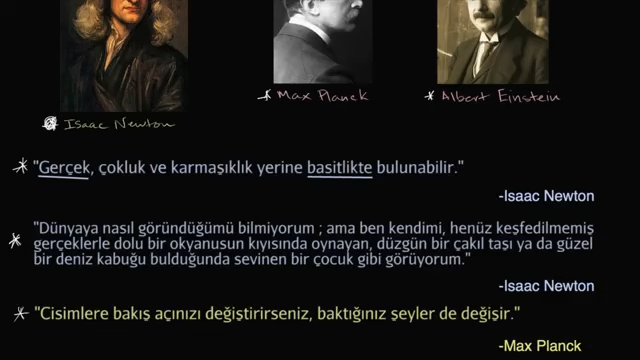 Isaac Newton
Max Planck
Albert Einstein
"Gerçek, çokluk ve karmaşıklık yerine basitlikte bulunabilir."
-Isaac Newton
"Dünyaya nasıl göründüğümü bilmiyorum ; ama ben kendimi, henüz keşfedilmemiş
gerçeklerle dolu bir okyanusun kıyısında oynayan, düzgün bir çakıl taşı ya da güzel
bir deniz kabuğu bulduğunda sevinen bir çocuk gibi görüyorum."
-Isaac Newton
"Cisimlere bakış açınızı değiştirirseniz, baktığınız şeyler de değişir."
-Max Planck